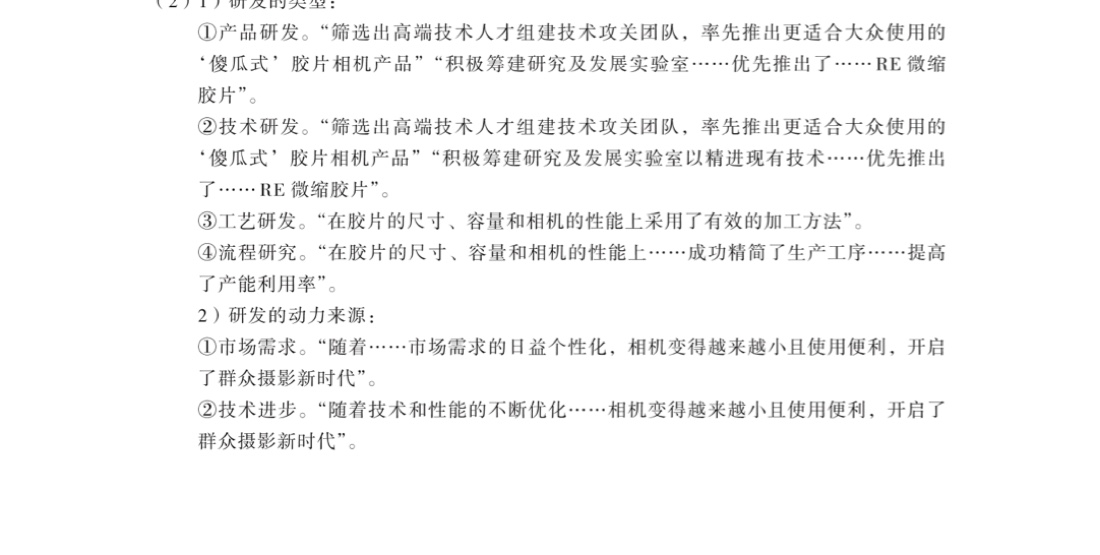 （2）1）研发的类型：
①产品研发。“筛选出高端技术人才组建技术攻关团队，率先推出更适合大众使用的
‘傻瓜式’胶片相机产品”“积极筹建研究及发展实验室……优先推出了……RE 微缩
胶片”。
②技术研发。“筛选出高端技术人才组建技术攻关团队，率先推出更适合大众使用的
‘傻瓜式’胶片相机产品”“积极筹建研究及发展实验室以精进现有技术……优先推出
了……RE 微缩胶片”。
③工艺研发。“在胶片的尺寸、容量和相机的性能上采用了有效的加工方法”。
④流程研究。“在胶片的尺寸、容量和相机的性能上……成功精简了生产工序……提高
了产能利用率”。
2）研发的动力来源：
①市场需求。“随着……市场需求的日益个性化，相机变得越来越小且使用便利，开启
了群众摄影新时代”。
②技术进步。“随着技术和性能的不断优化……相机变得越来越小且使用便利，开启了
群众摄影新时代”。